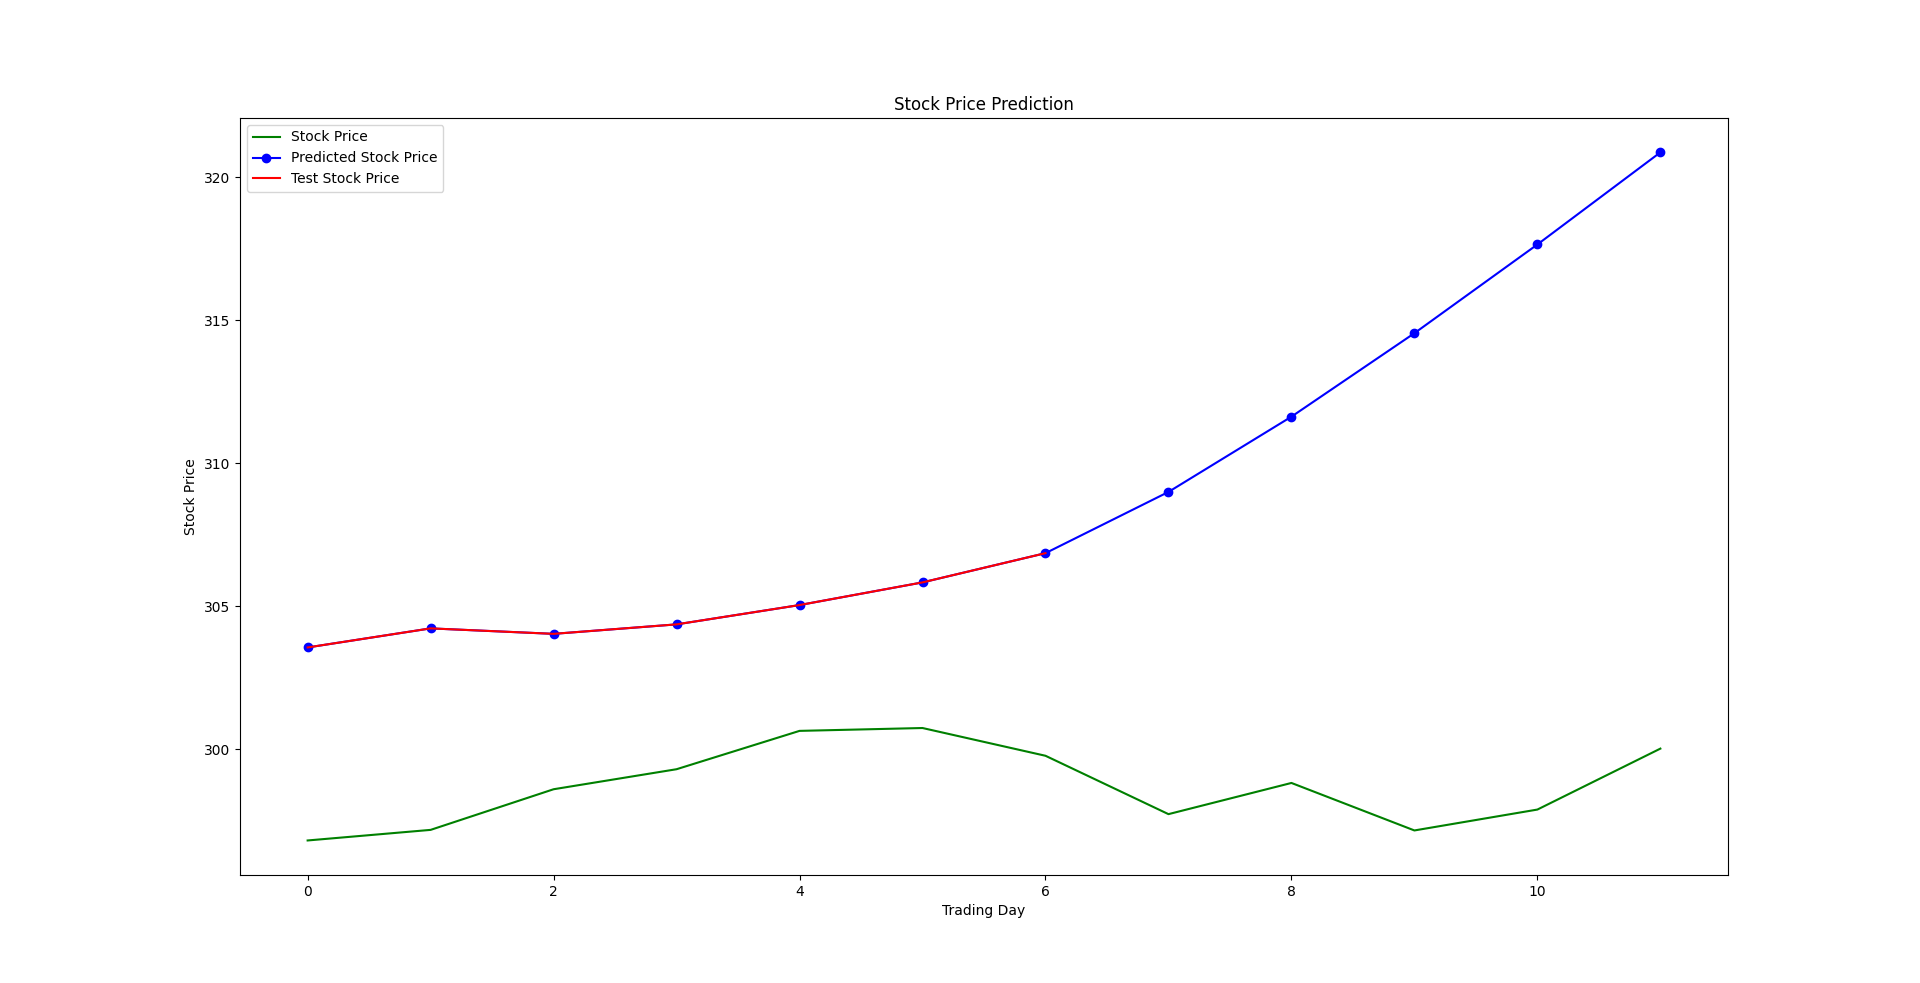 Stock Price Prediction
Stock Price
Predicted Stock Price
Test Stock Price
320
315
310
305
300
Stock Price
0 2 4 6 8 10
Trading Day